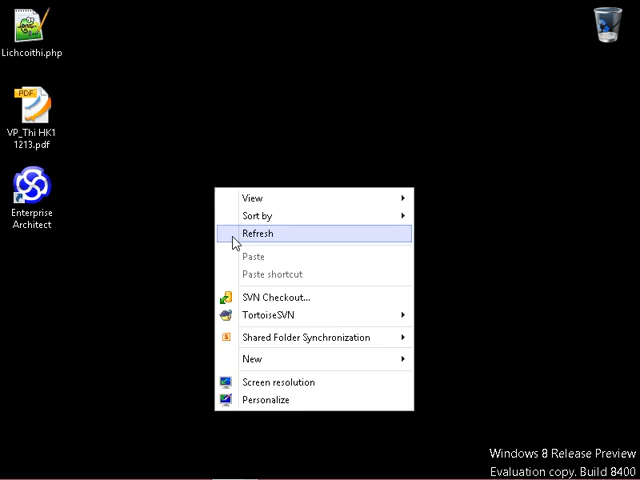 Lichcoithi.php
PDF
VP_Thi HK1
1213.pdf
Enterprise
Architect
View
Sort by
Refresh
Paste
Paste shortcut
SVN Checkout...
TortoiseSVN
Shared Folder Synchronization
New
Screen resolution
Personalize
Windows 8 Release Preview
Evaluation copy. Build 8400